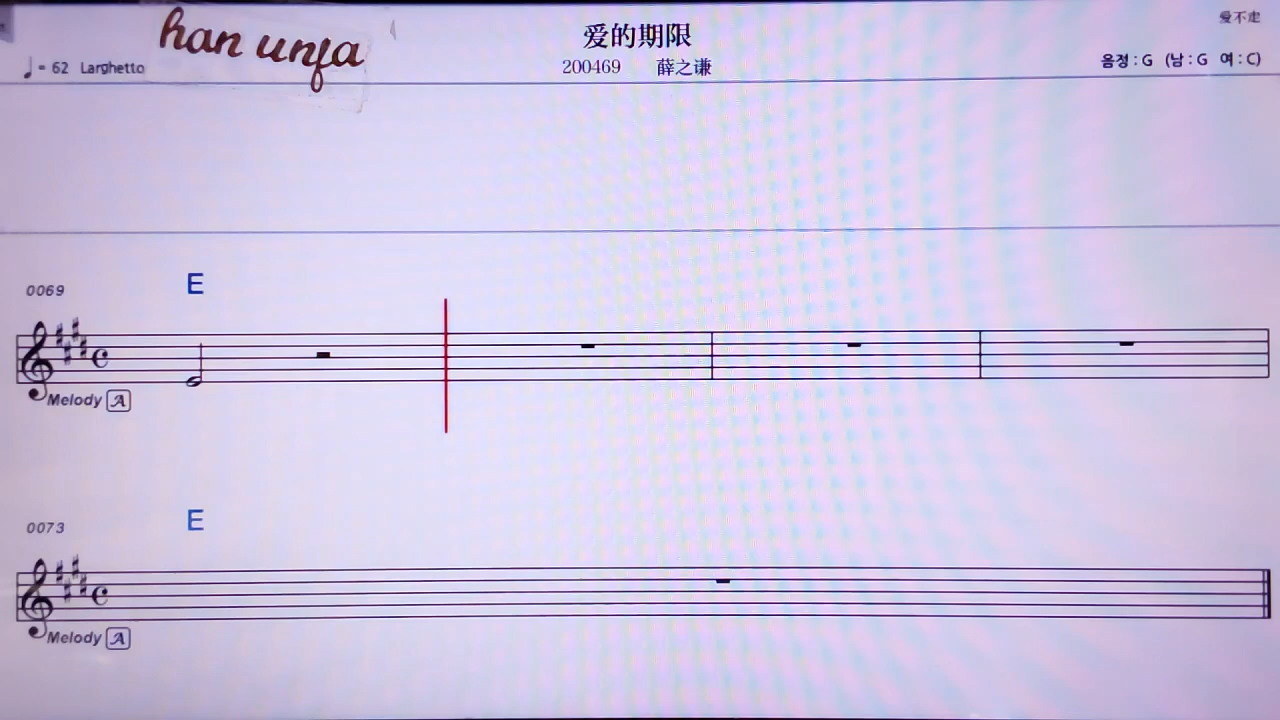 han unfa
爱的期限
爱不走
♩= 62 Larghetto
200469 薛之谦
음정 : G (남 : G 여 : C)
0069
E
Melody A
0073
E
Melody A